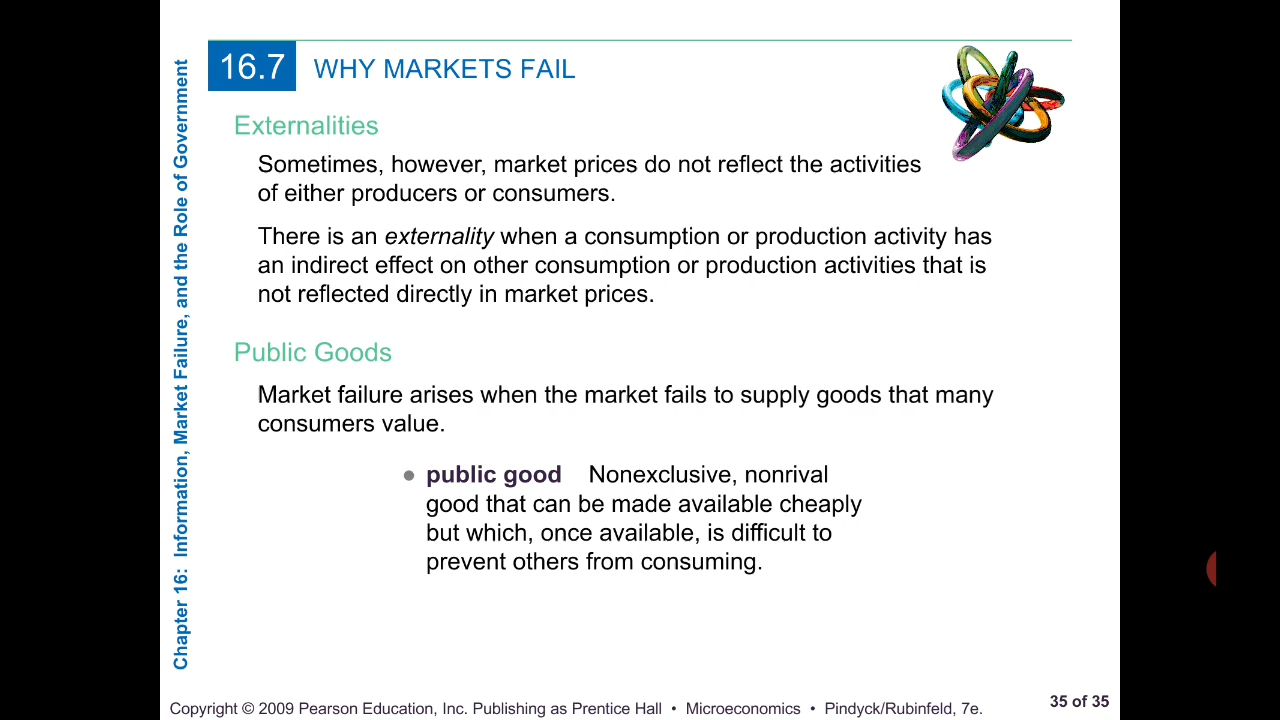 16.7 WHY MARKETS FAIL
Externalities
Sometimes, however, market prices do not reflect the activities
of either producers or consumers.
There is an externality when a consumption or production activity has
an indirect effect on other consumption or production activities that is
not reflected directly in market prices.
Public Goods
Market failure arises when the market fails to supply goods that many
consumers value.
● public good Nonexclusive, nonrival
good that can be made available cheaply
but which, once available, is difficult to
prevent others from consuming.
Chapter 16: Information, Market Failure, and the Role of Government
Copyright © 2009 Pearson Education, Inc. Publishing as Prentice Hall • Microeconomics • Pindyck/Rubinfeld, 7e.
35 of 35